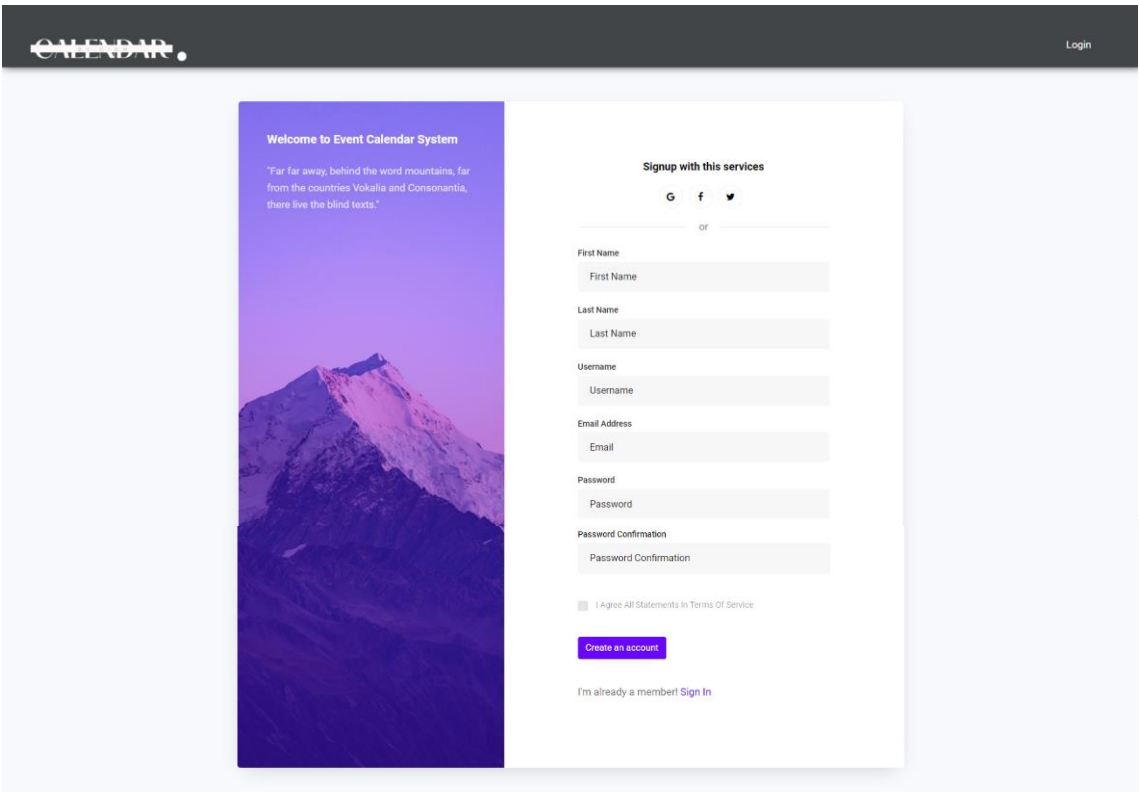 CALENDAR.
Login
Welcome to Event Calendar System
"Far far away, behind the word mountains, far
from the countries Vokalia and Consonantia,
there live the blind texts."
Signup with this services
G f
or
First Name
First Name
Last Name
Last Name
Username
Username
Email Address
Email
Password
Password
Password Confirmation
Password Confirmation
I Agree All Statements In Terms Of Service
Create an account
I'm already a member! Sign In